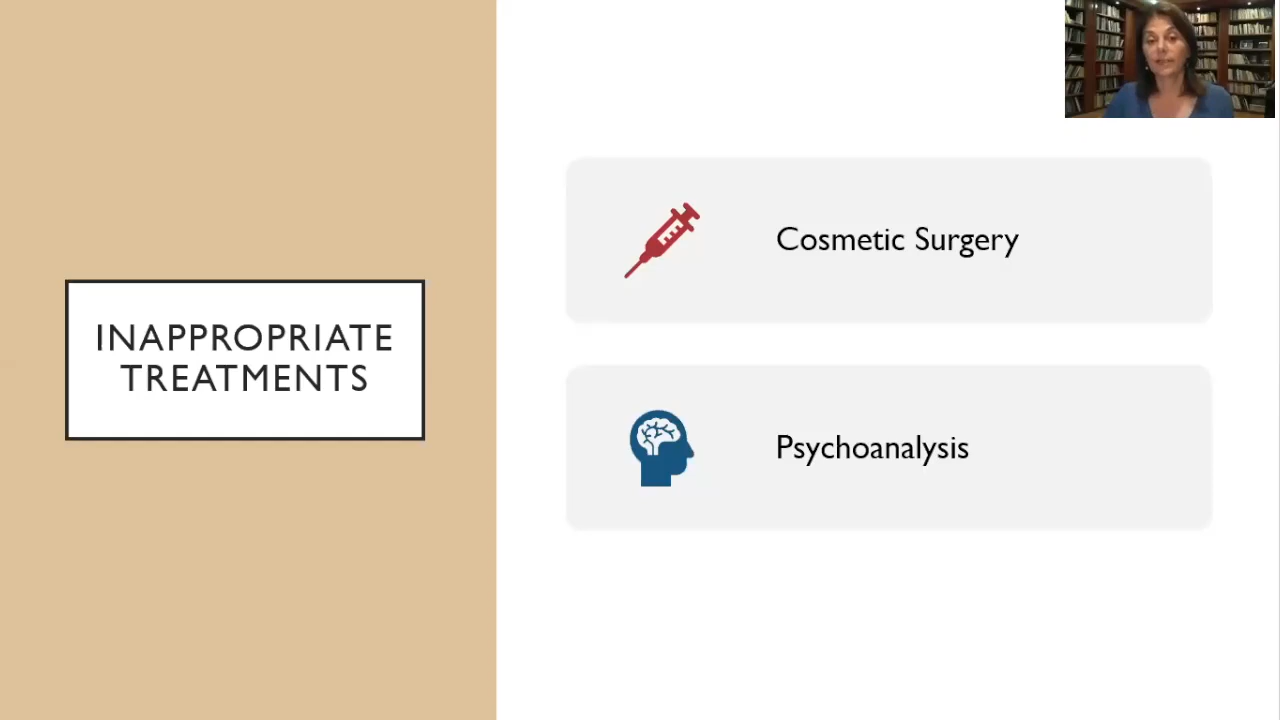 INAPPROPRIATE
TREATMENTS
Cosmetic Surgery
Psychoanalysis